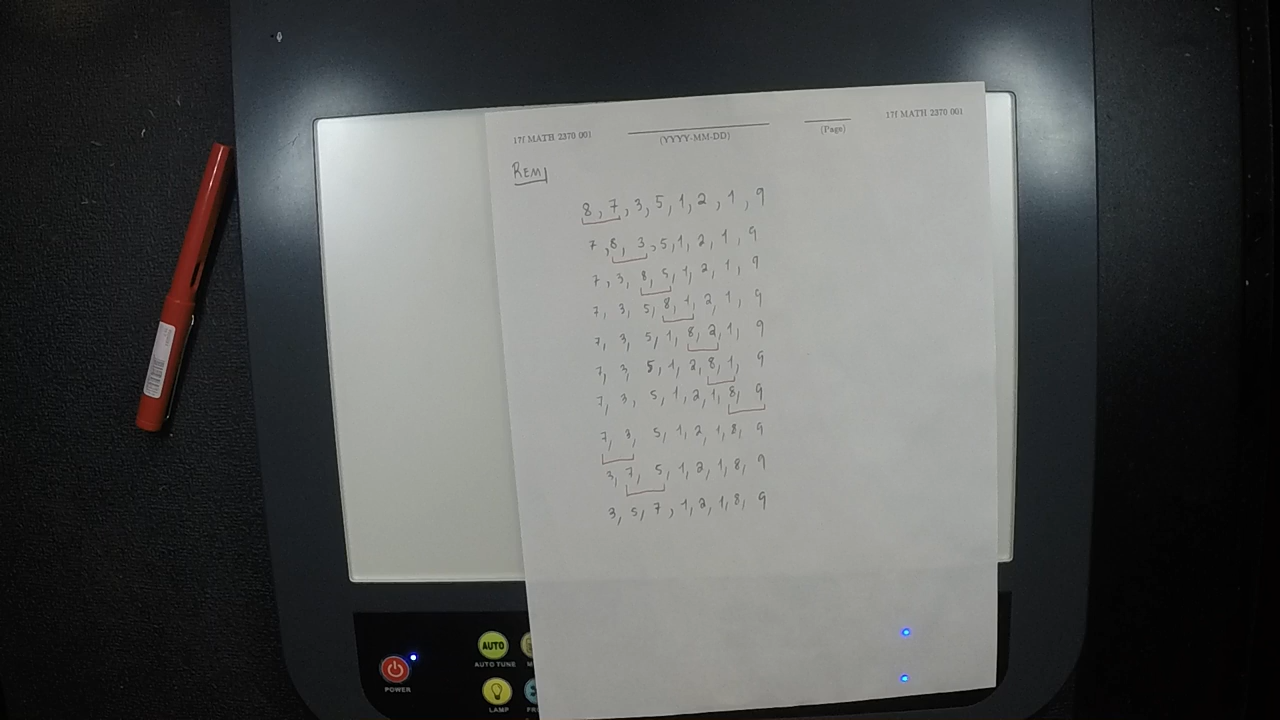 17f MATH 2370 001
(YYYY-MM-DD)
(Page)
17f MATH 2370 001
REM
8, 7, 3, 5, 1, 2, 1, 9
7, 8, 3, 5, 1, 2, 1, 9
7, 3, 8, 5, 1, 2, 1, 9
7, 3, 5, 8, 1, 2, 1, 9
7, 3, 5, 1, 8, 2, 1, 9
7, 3, 5, 1, 2, 8, 1, 9
7, 3, 5, 1, 2, 1, 8, 9
7, 3, 5, 1, 2, 1, 8, 9
3, 7, 5, 1, 2, 1, 8, 9
3, 5, 7, 1, 2, 1, 8, 9
AUTO
AUTO TUNE
POWER
LAMP